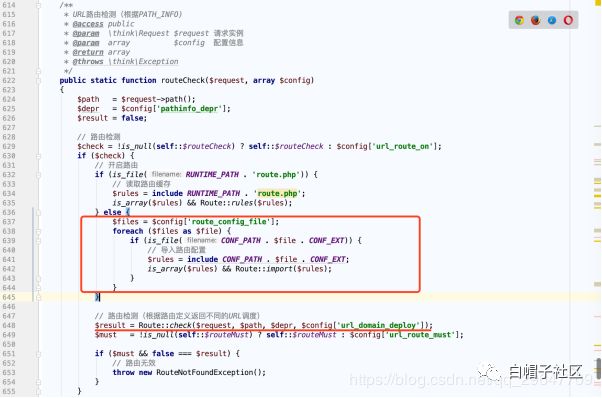 614 /**
615 * URL路由检测（根据PATH_INFO)
616 * @access public
617 * @param \think\Request $request 请求实例
618 * @param array $config 配置信息
619 * @return array
620 * @throws \think\Exception
621 */
622 public static function routeCheck($request, array $config)
623 {
624 $path = $request->path();
625 $depr = $config['pathinfo_depr'];
626 $result = false;
627
628 // 路由检测
629 $check = !is_null(self::$routeCheck) ? self::$routeCheck : $config['url_route_on'];
630 if ($check) {
631 // 开启路由
632 if (is_file( filename: RUNTIME_PATH . 'route.php')) {
633 // 读取路由缓存
634 $rules = include RUNTIME_PATH . 'route.php';
635 is_array($rules) && Route::rules($rules);
636 } else {
637 $files = $config['route_config_file'];
638 foreach ($files as $file) {
639 if (is_file( filename: CONF_PATH . $file . CONF_EXT)) {
640 // 导入路由配置
641 $rules = include CONF_PATH . $file . CONF_EXT;
642 is_array($rules) && Route::import($rules);
643 }
644 }
645 }
646
647 // 路由检测（根据路由定义返回不同的URL调度）
648 $result = Route::check($request, $path, $depr, $config['url_domain_deploy']);
649 $must = !is_null(self::$routeMust) ? self::$routeMust : $config['url_route_must'];
650
651 if ($must && false === $result) {
652 // 路由无效
653 throw new RouteNotFoundException();
654 }
655 }
白帽子社区